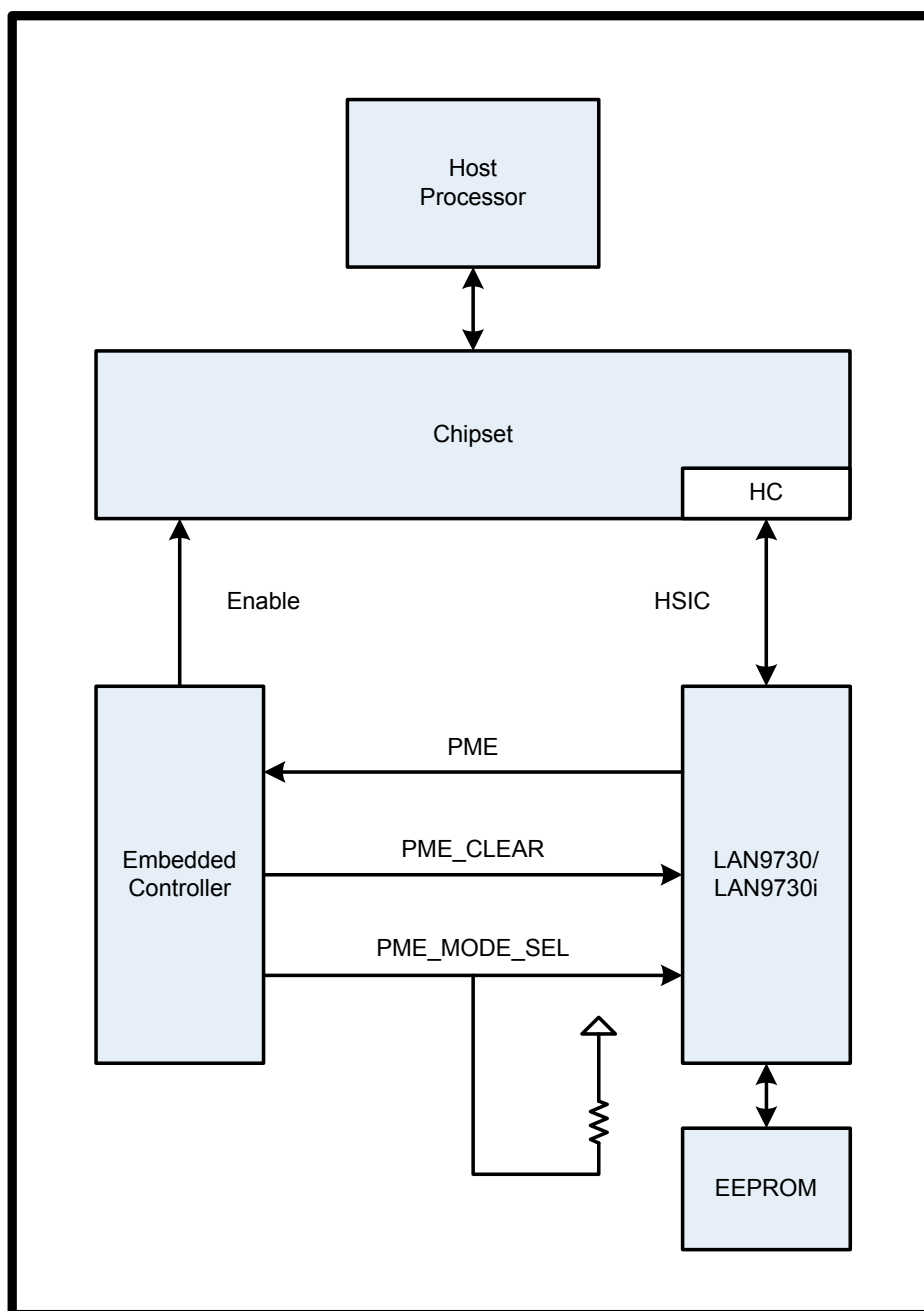 Host
Processor
Chipset
HC
Enable
HSIC
PME
PME_CLEAR
Embedded
Controller
LAN9730/
LAN9730i
PME_MODE_SEL
EEPROM